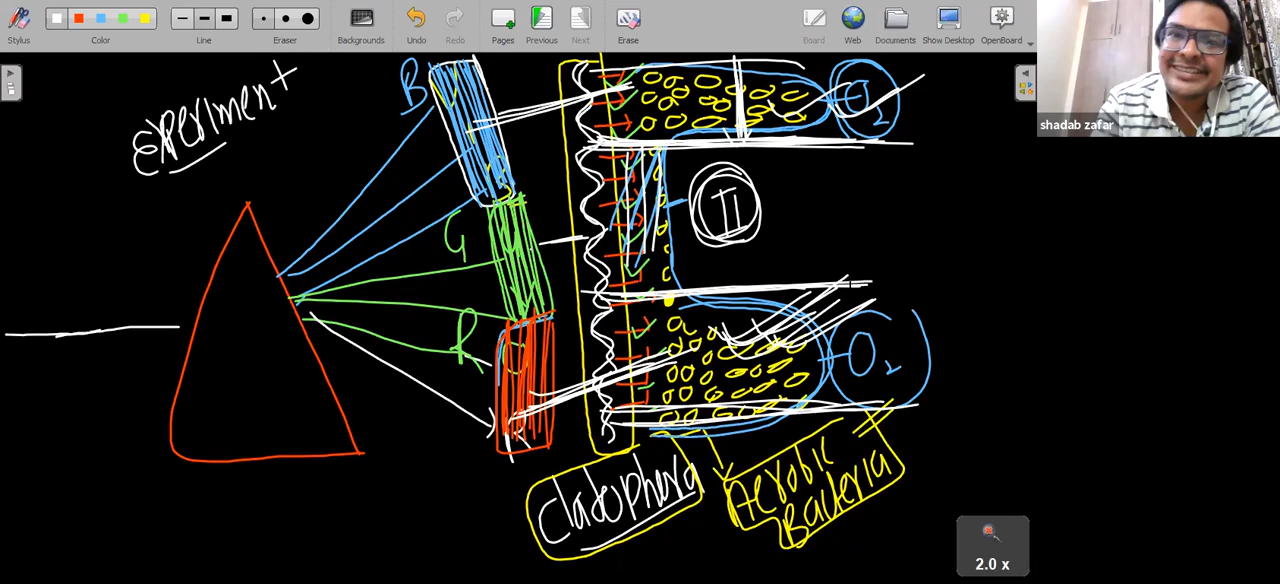 Stylus
Color
Line
Eraser
Backgrounds
Undo
Redo
Pages
Previous
Next
Erase
Board
Web
Documents
Show Desktop
OpenBoard
shadab zafar
Experiment
B
O2
G
II
R
O2
R
Cladophora
Aerobic
Bacteria
2.0 x